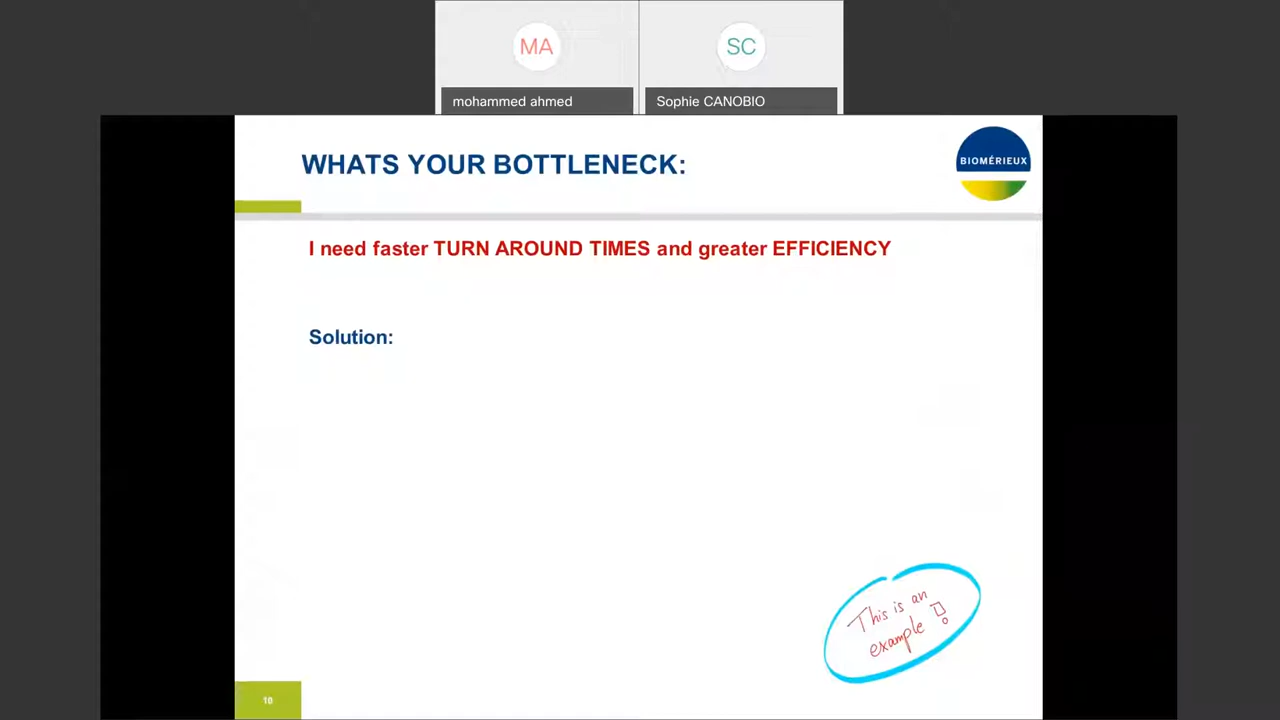 MA
SC
mohammed ahmed
Sophie CANOBIO
WHATS YOUR BOTTLENECK:
BIOMÉRIEUX
I need faster TURN AROUND TIMES and greater EFFICIENCY
Solution:
This is an
example !
10